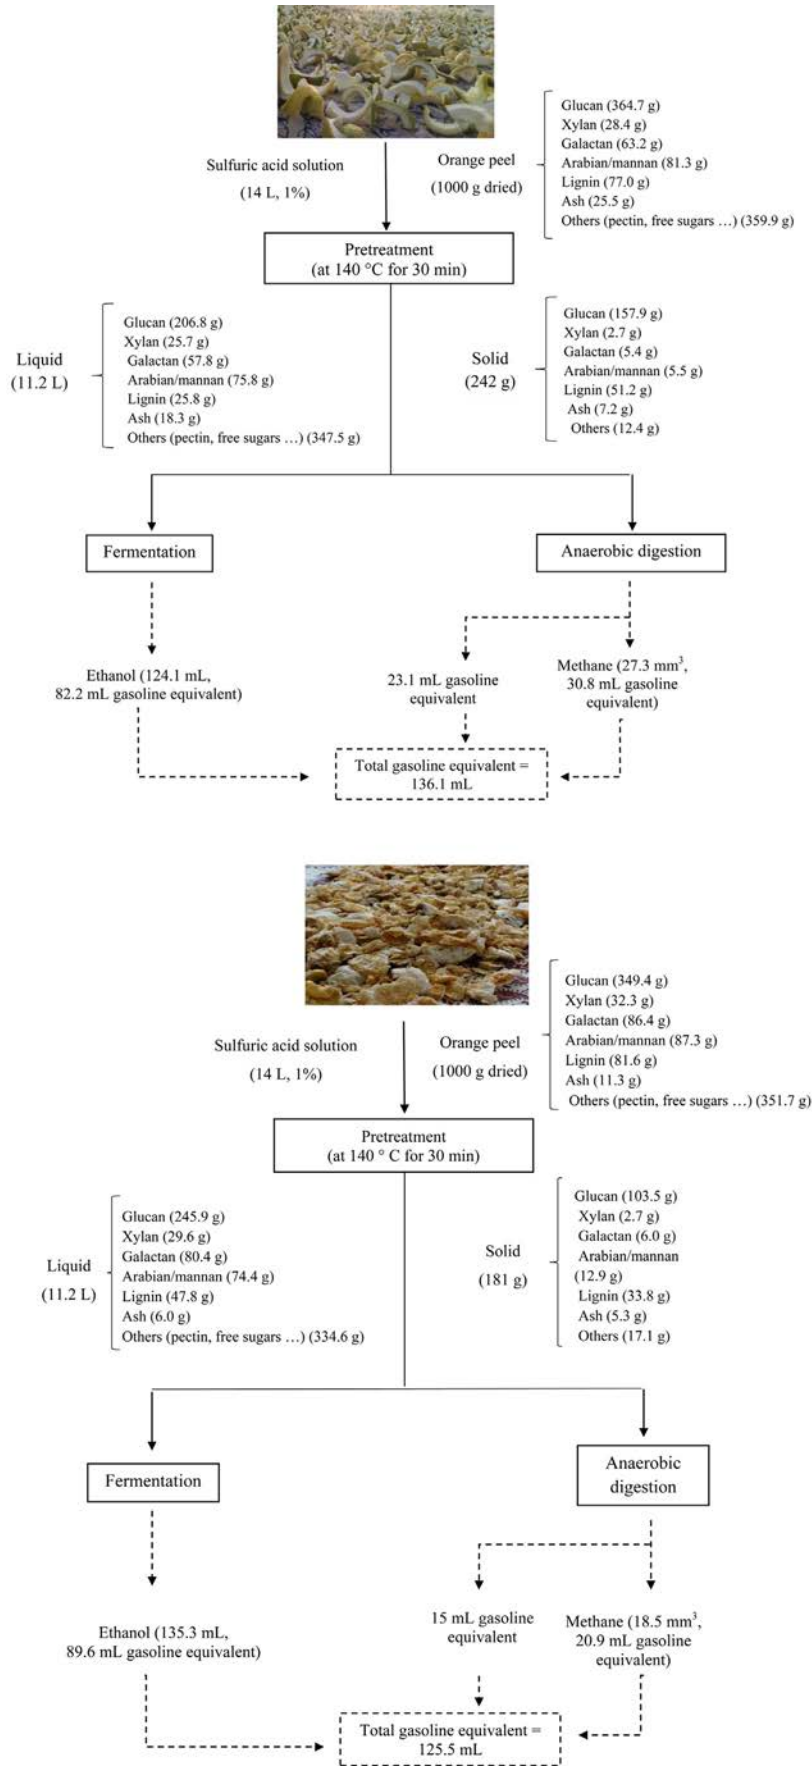 Sulfuric acid solution
(14 L, 1%)
Orange peel
(1000 g dried)
Glucan (364.7 g)
Xylan (28.4 g)
Galactan (63.2 g)
Arabian/mannan (81.3 g)
Lignin (77.0 g)
Ash (25.5 g)
Others (pectin, free sugars ...) (359.9 g)
Pretreatment
(at 140 °C for 30 min)
Liquid
(11.2 L)
Glucan (206.8 g)
Xylan (25.7 g)
Galactan (57.8 g)
Arabian/mannan (75.8 g)
Lignin (25.8 g)
Ash (18.3 g)
Others (pectin, free sugars ...) (347.5 g)
Solid
(242 g)
Glucan (157.9 g)
Xylan (2.7 g)
Galactan (5.4 g)
Arabian/mannan (5.5 g)
Lignin (51.2 g)
Ash (7.2 g)
Others (12.4 g)
Fermentation
Anaerobic digestion
Ethanol (124.1 mL,
82.2 mL gasoline equivalent)
23.1 mL gasoline
equivalent
Methane (27.3 mm³,
30.8 mL gasoline
equivalent)
Total gasoline equivalent =
136.1 mL
Sulfuric acid solution
(14 L, 1%)
Orange peel
(1000 g dried)
Glucan (349.4 g)
Xylan (32.3 g)
Galactan (86.4 g)
Arabian/mannan (87.3 g)
Lignin (81.6 g)
Ash (11.3 g)
Others (pectin, free sugars ...) (351.7 g)
Pretreatment
(at 140 ° C for 30 min)
Liquid
(11.2 L)
Glucan (245.9 g)
Xylan (29.6 g)
Galactan (80.4 g)
Arabian/mannan (74.4 g)
Lignin (47.8 g)
Ash (6.0 g)
Others (pectin, free sugars ...) (334.6 g)
Solid
(181 g)
Glucan (103.5 g)
Xylan (2.7 g)
Galactan (6.0 g)
Arabian/mannan
(12.9 g)
Lignin (33.8 g)
Ash (5.3 g)
Others (17.1 g)
Fermentation
Anaerobic
digestion
Ethanol (135.3 mL,
89.6 mL gasoline equivalent)
15 mL gasoline
equivalent
Methane (18.5 mm³,
20.9 mL gasoline
equivalent)
Total gasoline equivalent =
125.5 mL